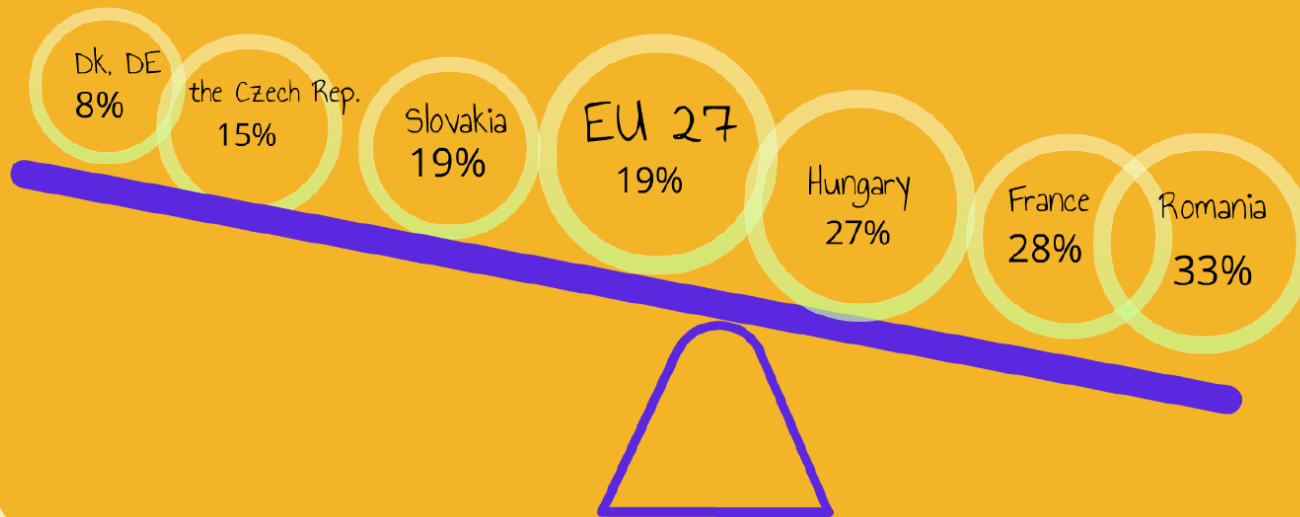 Dk, DE
8%
the Czech Rep.
15%
Slovakia
19%
EU 27
19%
Hungary
27%
France
28%
Romania
33%